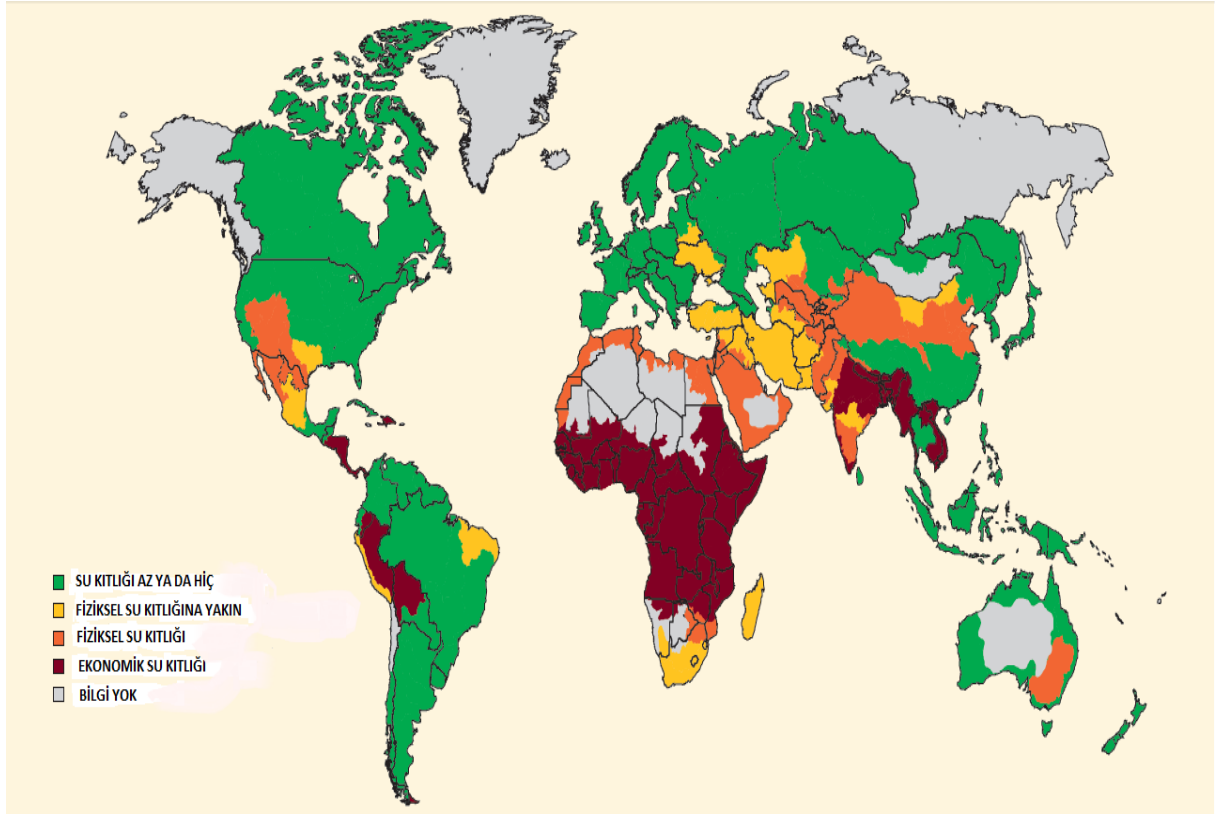 SU KITLIĞI AZ YA DA HİÇ
FİZİKSEL SU KITLIĞINA YAKIN
FİZİKSEL SU KITLIĞI
EKONOMİK SU KITLIĞI
BİLGİ YOK